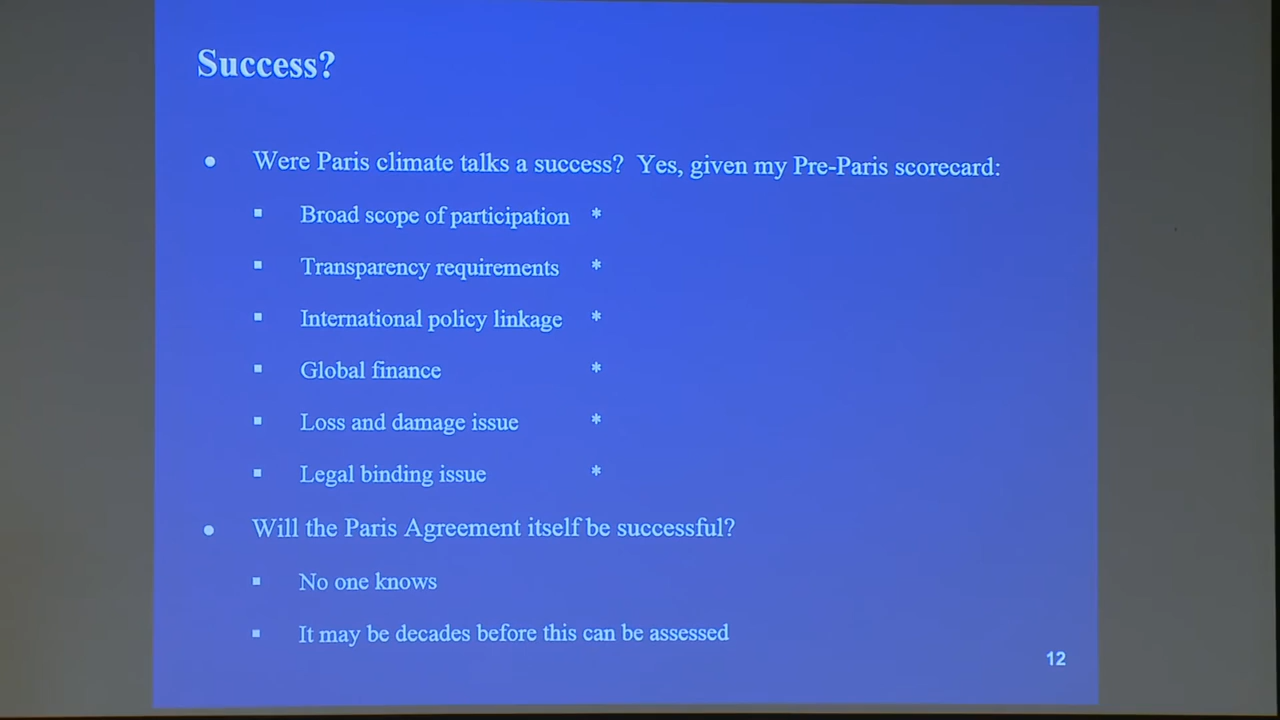 Success?
• Were Paris climate talks a success? Yes, given my Pre-Paris scorecard:
▪ Broad scope of participation *
▪ Transparency requirements *
▪ International policy linkage *
▪ Global finance *
▪ Loss and damage issue *
▪ Legal binding issue *
• Will the Paris Agreement itself be successful?
▪ No one knows
▪ It may be decades before this can be assessed
12